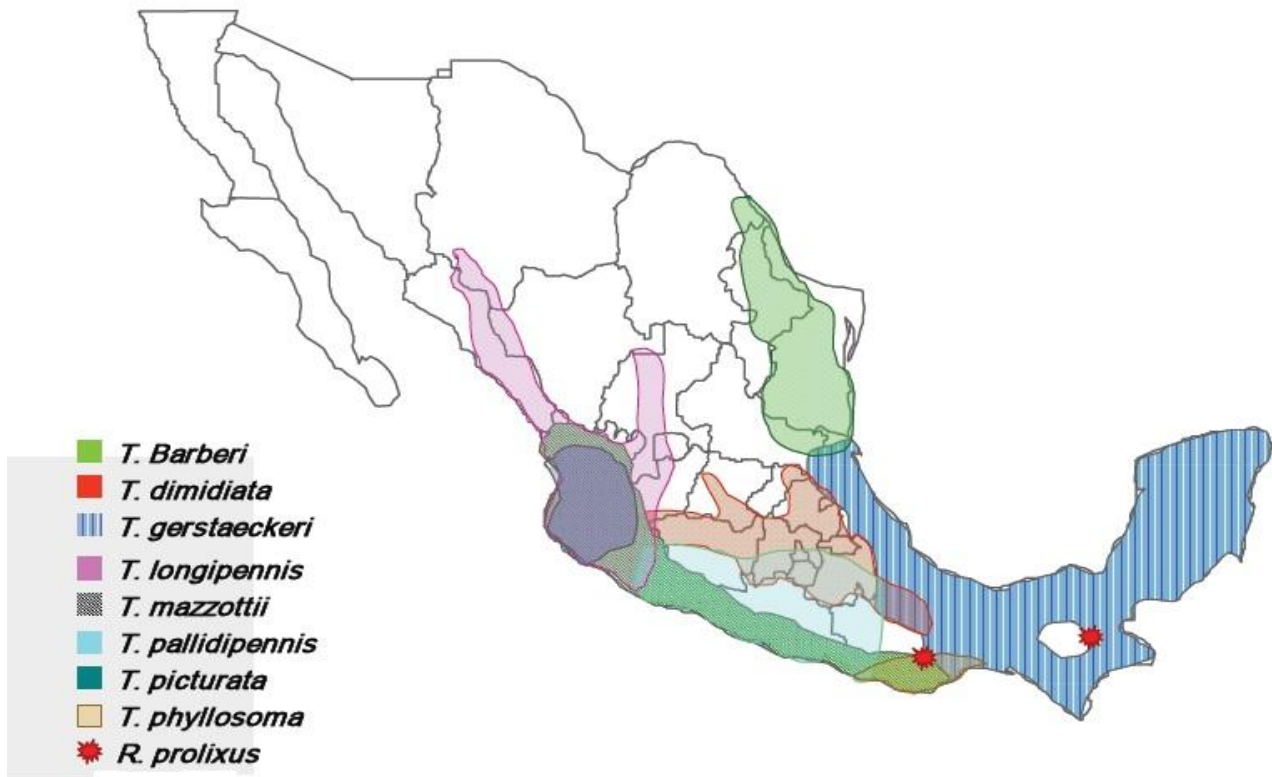 T. Barberi
T. dimidiata
T. gerstaeckeri
T. longipennis
T. mazzottii
T. pallidipennis
T. picturata
T. phyllosoma
R. prolixus